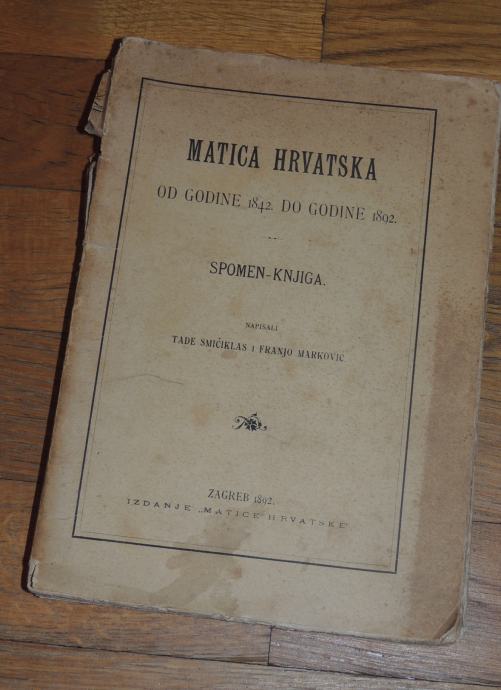 MATICA HRVATSKA
OD GODINE 1842. DO GODINE 1892.
SPOMEN-KNJIGA.
NAPISALI
TADE SMIČIKLAS I FRANJO MARKOVIĆ
ZAGREB 1892.
IZDANJE „MATICE HRVATSKE"